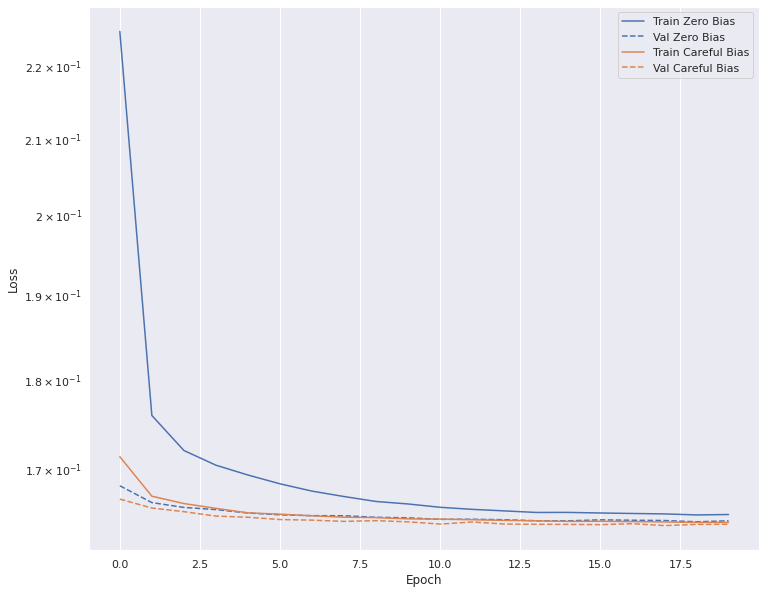 Train Zero Bias
Val Zero Bias
Train Careful Bias
Val Careful Bias
2.2 × 10⁻¹
2.1 × 10⁻¹
2 × 10⁻¹
1.9 × 10⁻¹
1.8 × 10⁻¹
1.7 × 10⁻¹
Loss
0.0 2.5 5.0 7.5 10.0 12.5 15.0 17.5
Epoch